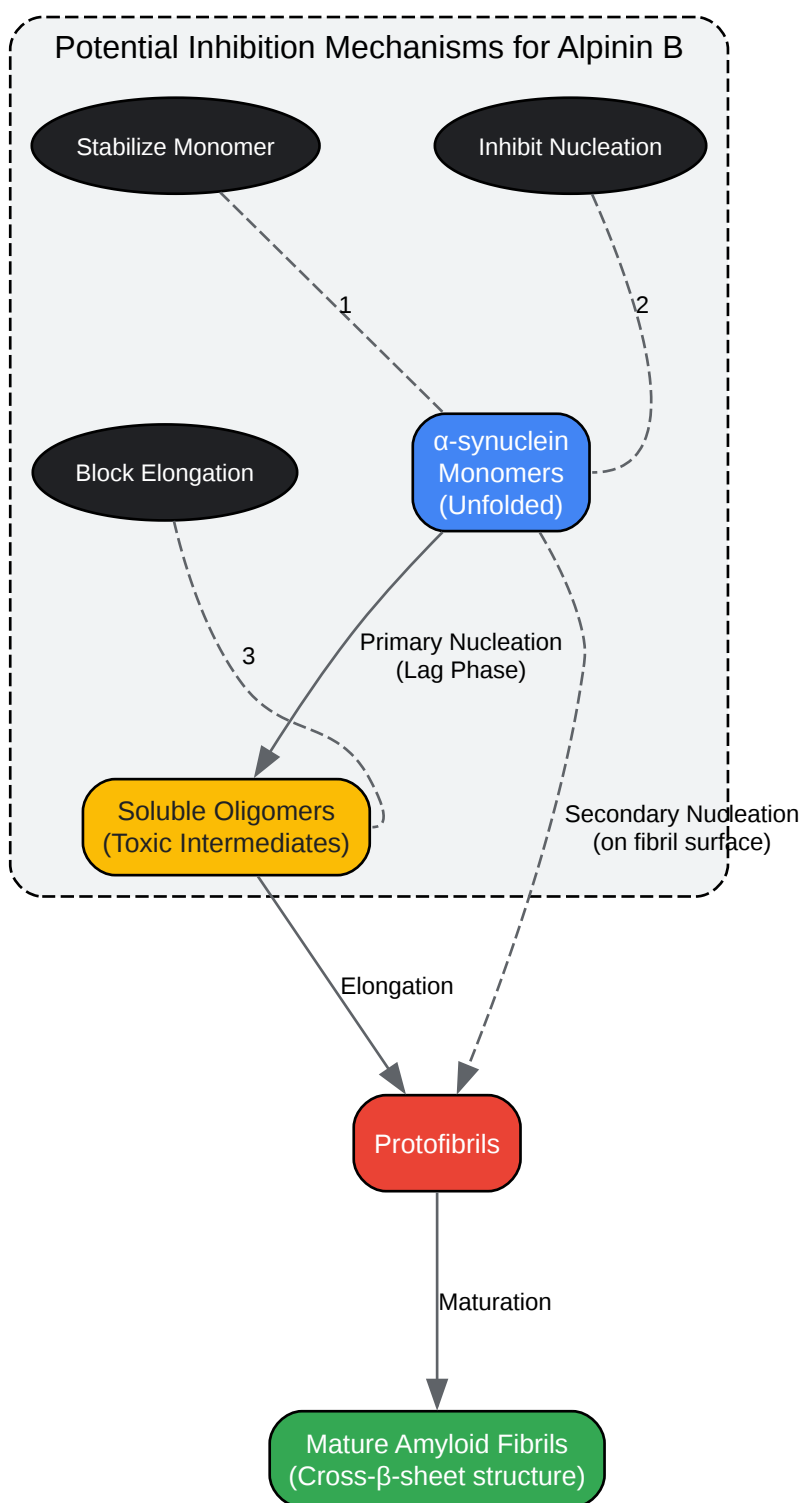 Potential Inhibition Mechanisms for Alpinin B
Stabilize Monomer
Inhibit Nucleation
1
2
α-synuclein
Monomers
(Unfolded)
Block Elongation
3
Primary Nucleation
(Lag Phase)
Soluble Oligomers
(Toxic Intermediates)
Secondary Nucleation
(on fibril surface)
Elongation
Protofibrils
Maturation
Mature Amyloid Fibrils
(Cross-β-sheet structure)